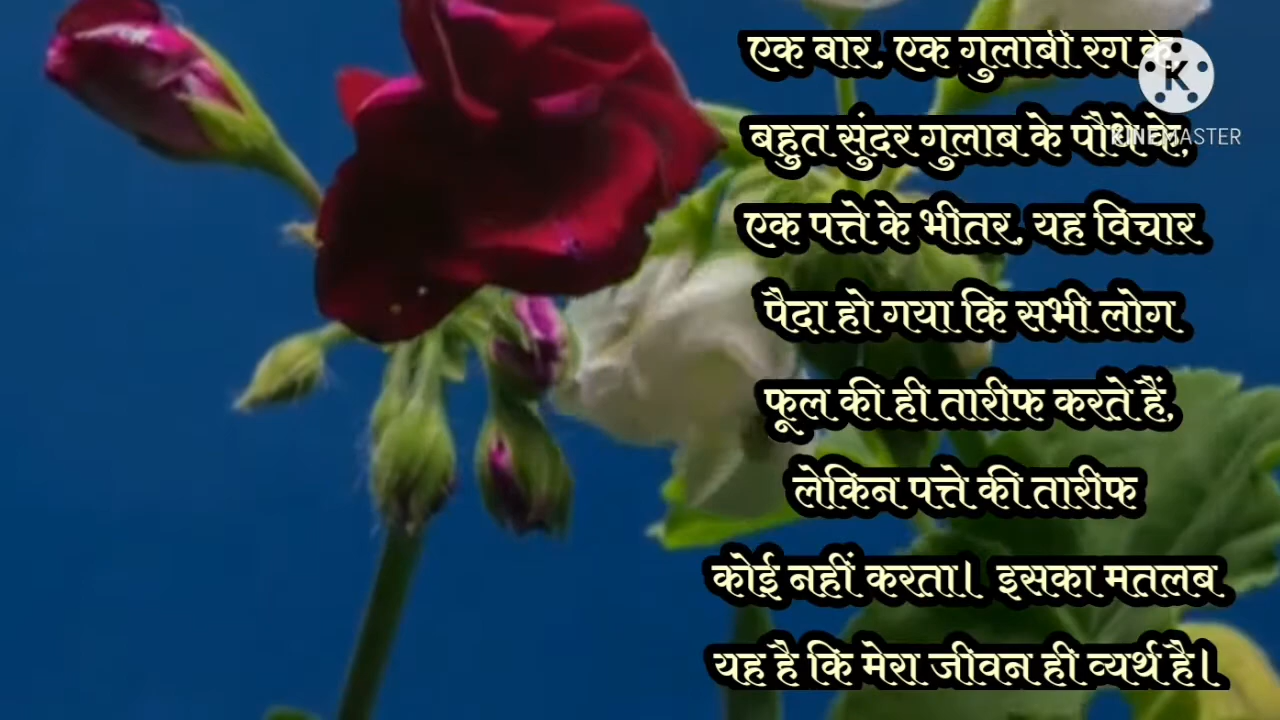 एक बार, एक गुलाबी रंग के
बहुत सुंदर गुलाब के पौधे के,
एक पत्ते के भीतर, यह विचार
पैदा हो गया कि सभी लोग
फूल की ही तारीफ करते हैं,
लेकिन पत्ते की तारीफ
कोई नहीं करता। इसका मतलब
यह है कि मेरा जीवन ही व्यर्थ है।
K
KINEMASTER